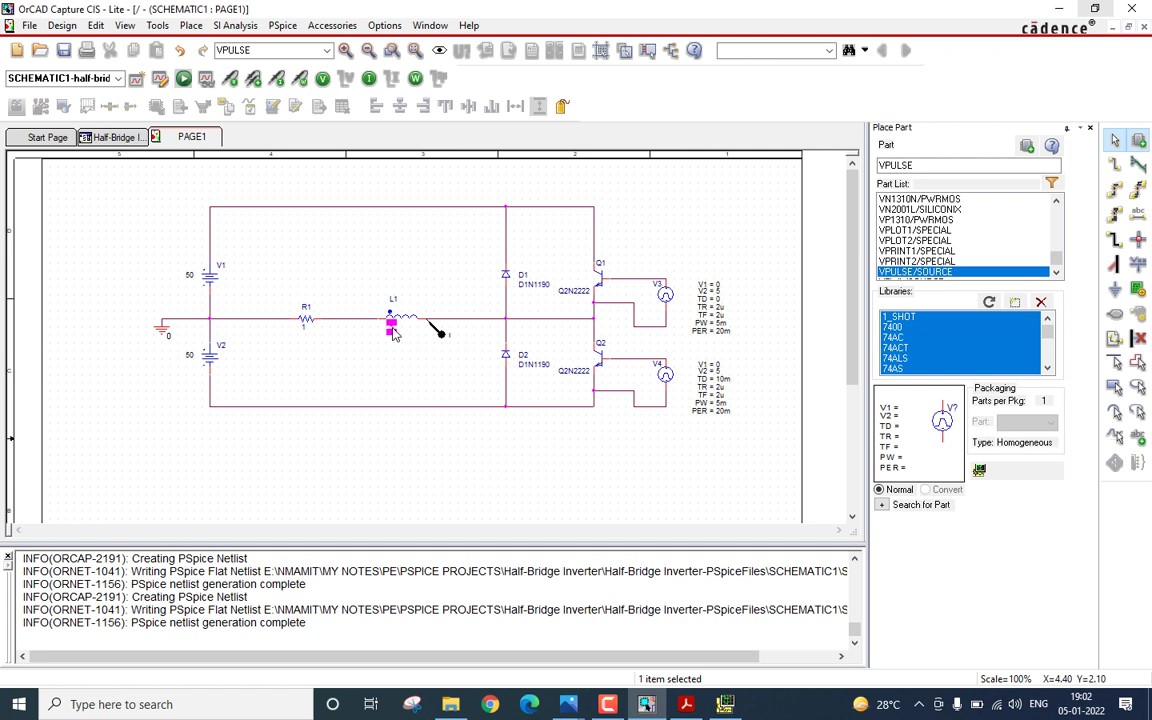 OrCAD Capture CIS - Lite - [/ - (SCHEMATIC1 : PAGE1)]
File Design Edit View Tools Place SI Analysis PSpice Accessories Options Window Help
cādence
VPULSE
SCHEMATIC1-half-brid
Start Page
Half-Bridge I...
PAGE1
5 4 3 2 1
V1
50
V2
50
0
R1
1
L1
I
D1
D1N1190
D2
D1N1190
Q1
Q2N2222
Q2
Q2N2222
V3
V1 = 0
V2 = 5
TD = 0
TR = 2u
TF = 2u
PW = 5m
PER = 20m
V4
V1 = 0
V2 = 5
TD = 10m
TR = 2u
TF = 2u
PW = 5m
PER = 20m
Place Part
Part
VPULSE
Part List:
VN1310N/PWRMOS
VN2001L/SILICONIX
VP1310/PWRMOS
VPLOT1/SPECIAL
VPLOT2/SPECIAL
VPRINT1/SPECIAL
VPRINT2/SPECIAL
VPULSE/SOURCE
Libraries:
1_SHOT
7400
74AC
74ACT
74ALS
74AS
V?
V1 =
V2 =
TD =
TR =
TF =
PW =
PER =
Packaging
Parts per Pkg: 1
Part:
Type: Homogeneous
Normal Convert
Search for Part
INFO(ORCAP-2191): Creating PSpice Netlist
INFO(ORNET-1041): Writing PSpice Flat Netlist E:\NMAMIT\MY NOTES\PE\PSPICE PROJECTS\Half-Bridge Inverter\Half-Bridge Inverter-PSpiceFiles\SCHEMATIC1\S
INFO(ORNET-1156): PSpice netlist generation complete
INFO(ORCAP-2191): Creating PSpice Netlist
INFO(ORNET-1041): Writing PSpice Flat Netlist E:\NMAMIT\MY NOTES\PE\PSPICE PROJECTS\Half-Bridge Inverter\Half-Bridge Inverter-PSpiceFiles\SCHEMATIC1\S
INFO(ORNET-1156): PSpice netlist generation complete
1 item selected
Scale=100% X=4.40 Y=2.10
Type here to search
28°C
ENG
19:02
05-01-2022